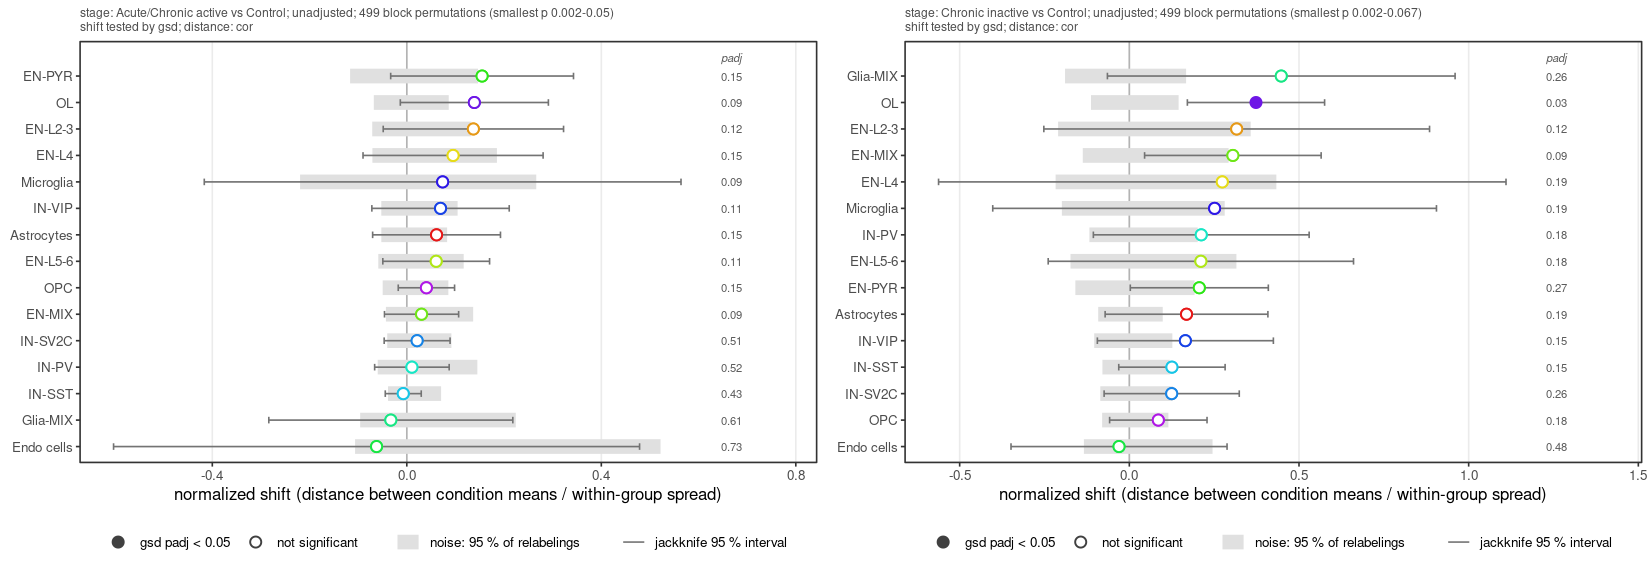 stage: Acute/Chronic active vs Control; unadjusted; 499 block permutations (smallest p 0.002-0.05)
shift tested by gsd; distance: cor
padj
EN-PYR 0.15
OL 0.09
EN-L2-3 0.12
EN-L4 0.15
Microglia 0.09
IN-VIP 0.11
Astrocytes 0.15
EN-L5-6 0.11
OPC 0.15
EN-MIX 0.09
IN-SV2C 0.51
IN-PV 0.52
IN-SST 0.43
Glia-MIX 0.61
Endo cells 0.73
-0.4 0.0 0.4 0.8
normalized shift (distance between condition means / within-group spread)
gsd padj < 0.05 not significant noise: 95 % of relabelings jackknife 95 % interval
stage: Chronic inactive vs Control; unadjusted; 499 block permutations (smallest p 0.002-0.067)
shift tested by gsd; distance: cor
padj
Glia-MIX 0.26
OL 0.03
EN-L2-3 0.12
EN-MIX 0.09
EN-L4 0.19
Microglia 0.19
IN-PV 0.18
EN-L5-6 0.18
EN-PYR 0.27
Astrocytes 0.19
IN-VIP 0.15
IN-SST 0.15
IN-SV2C 0.26
OPC 0.18
Endo cells 0.48
-0.5 0.0 0.5 1.0 1.5
normalized shift (distance between condition means / within-group spread)
gsd padj < 0.05 not significant noise: 95 % of relabelings jackknife 95 % interval